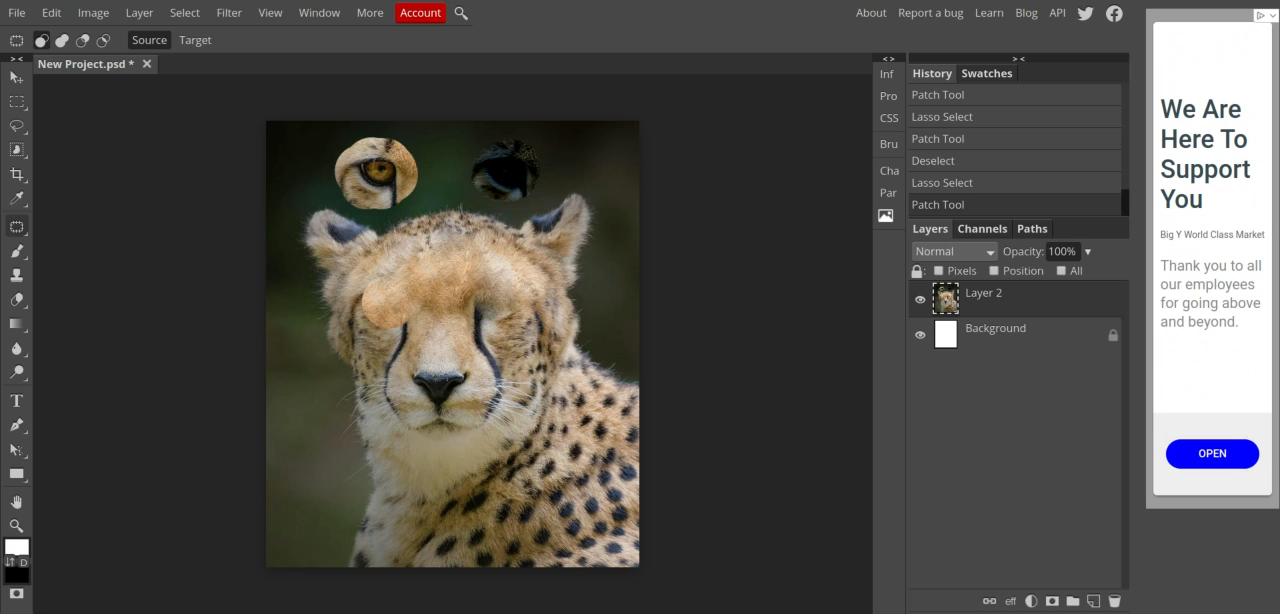 File Edit Image Layer Select Filter View Window More Account
About Report a bug Learn Blog API
Source Target
New Project.psd *
Inf
Pro
CSS
Bru
Cha
Par
History Swatches
Patch Tool
Lasso Select
Patch Tool
Deselect
Lasso Select
Patch Tool
Layers Channels Paths
Normal Opacity: 100%
: Pixels Position All
Layer 2
Background
eff
T
D
We Are
Here To
Support
You
Big Y World Class Market
Thank you to all
our employees
for going above
and beyond.
OPEN